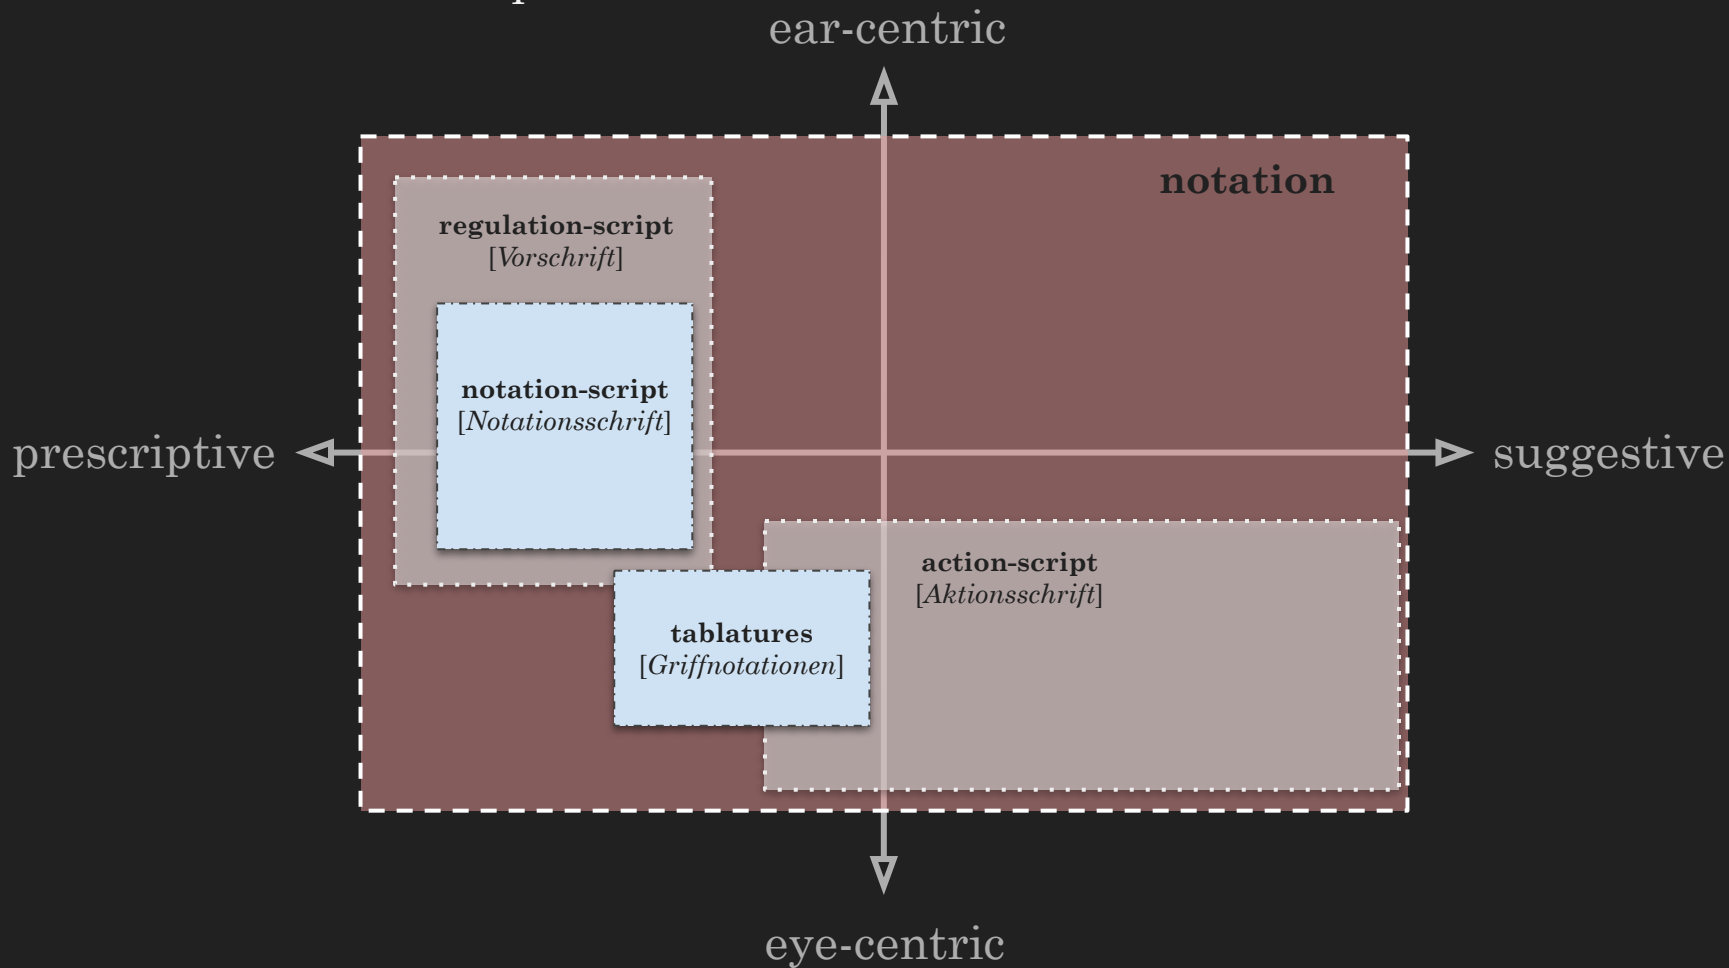 ear-centric
notation
regulation-script
[Vorschrift]
notation-script
[Notationsschrift]
prescriptive
suggestive
action-script
[Aktionsschrift]
tablatures
[Griffnotationen]
eye-centric